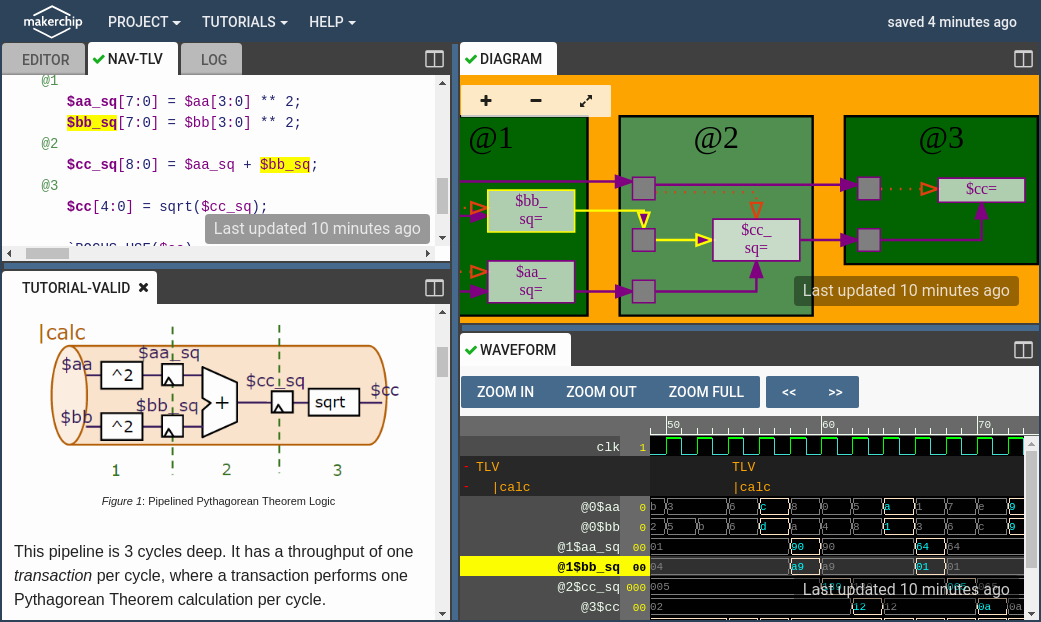 makerchip PROJECT TUTORIALS HELP saved 4 minutes ago
EDITOR NAV-TLV LOG
@1
$aa_sq[7:0] = $aa[3:0] ** 2;
$bb_sq[7:0] = $bb[3:0] ** 2;
@2
$cc_sq[8:0] = $aa_sq + $bb_sq;
@3
$cc[4:0] = sqrt($cc_sq);
Last updated 10 minutes ago
TUTORIAL-VALID
|calc
$aa
$aa_sq
^2
$bb
$bb_sq
^2
+
$cc_sq
sqrt
$cc
1 2 3
Figure 1: Pipelined Pythagorean Theorem Logic
This pipeline is 3 cycles deep. It has a throughput of one
transaction per cycle, where a transaction performs one
Pythagorean Theorem calculation per cycle.
DIAGRAM
@1 @2 @3
$bb_
sq=
$aa_
sq=
$cc_
sq=
$cc=
Last updated 10 minutes ago
WAVEFORM
ZOOM IN ZOOM OUT ZOOM FULL << >>
50 60 70
clk 1
- TLV TLV
- |calc |calc
@0$aa 0 b 3 6 c 8 0 5 a 1 7 e 9
@0$bb 0 2 5 b 6 d a 4 8 1 3 6 c 9
@1$aa_sq 00 01 90 90 64 64
@1$bb_sq 00 04 a9 a9 01 01
@2$cc_sq 000 005
@3$cc 00 02 12 12 0a 0a
Last updated 10 minutes ago